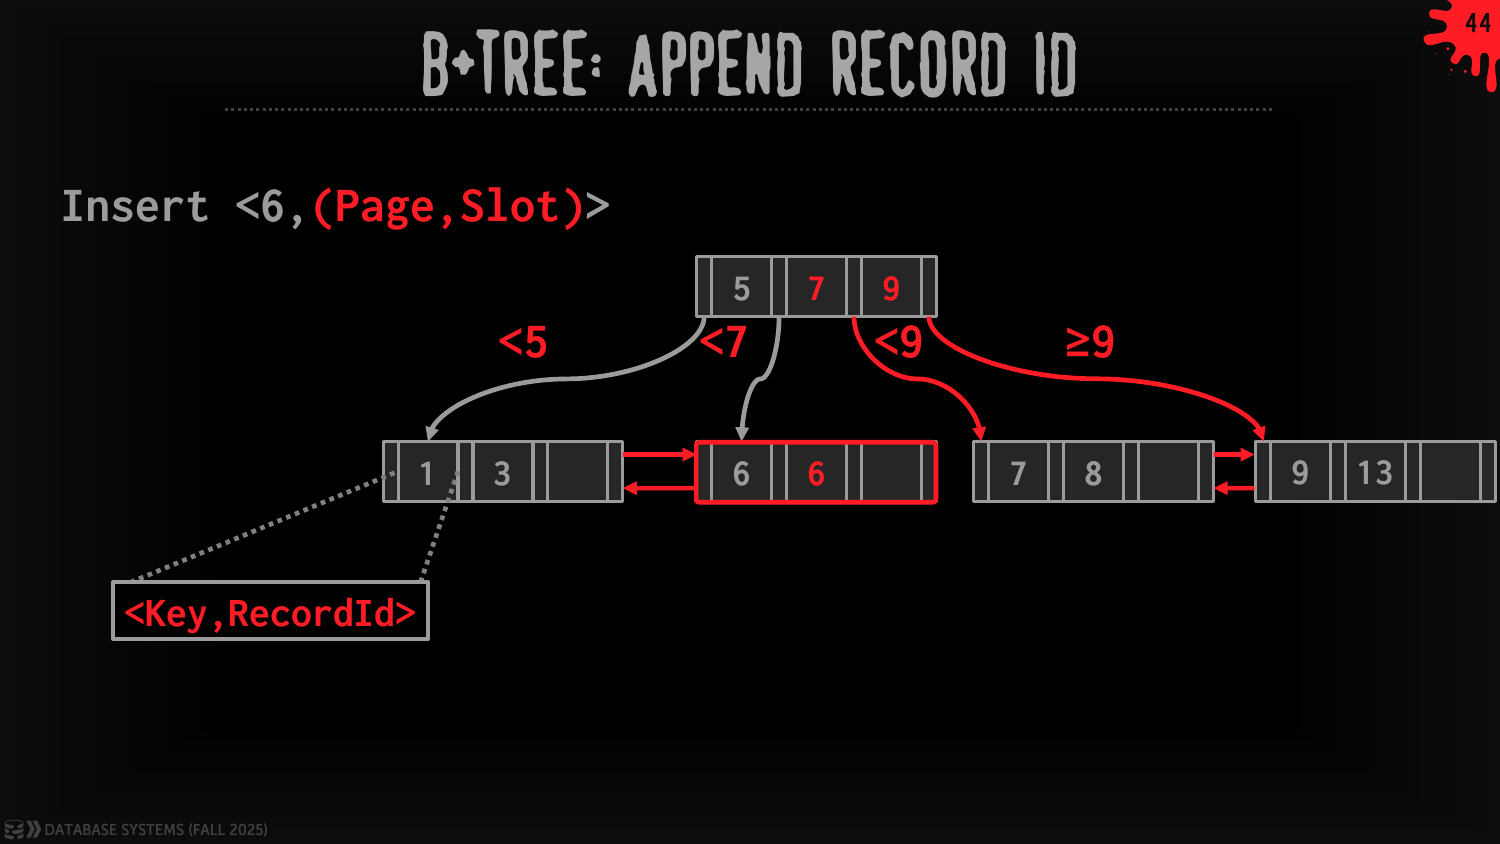 44
B+TREE: APPEND RECORD ID
Insert <6,(Page,Slot)>
5 7 9
<5 <7 <9 ≥9
1 3 6 6 7 8 9 13
<Key,RecordId>
DATABASE SYSTEMS (FALL 2025)